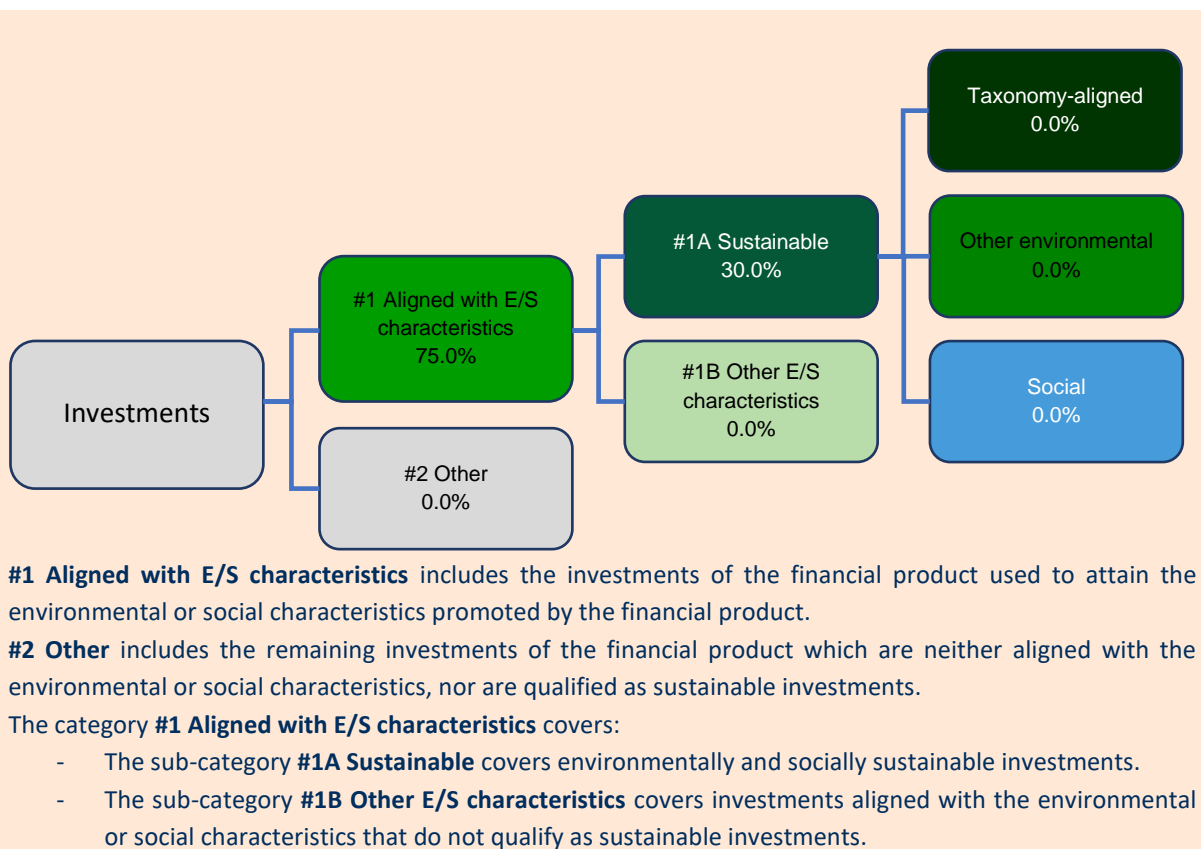 Taxonomy-aligned
0.0%
#1A Sustainable
30.0%
Other environmental
0.0%
#1 Aligned with E/S
characteristics
75.0%
#1B Other E/S
characteristics
0.0%
Social
0.0%
Investments
#2 Other
0.0%
#1 Aligned with E/S characteristics includes the investments of the financial product used to attain the
environmental or social characteristics promoted by the financial product.
#2 Other includes the remaining investments of the financial product which are neither aligned with the
environmental or social characteristics, nor are qualified as sustainable investments.
The category #1 Aligned with E/S characteristics covers:
- The sub-category #1A Sustainable covers environmentally and socially sustainable investments.
- The sub-category #1B Other E/S characteristics covers investments aligned with the environmental
or social characteristics that do not qualify as sustainable investments.